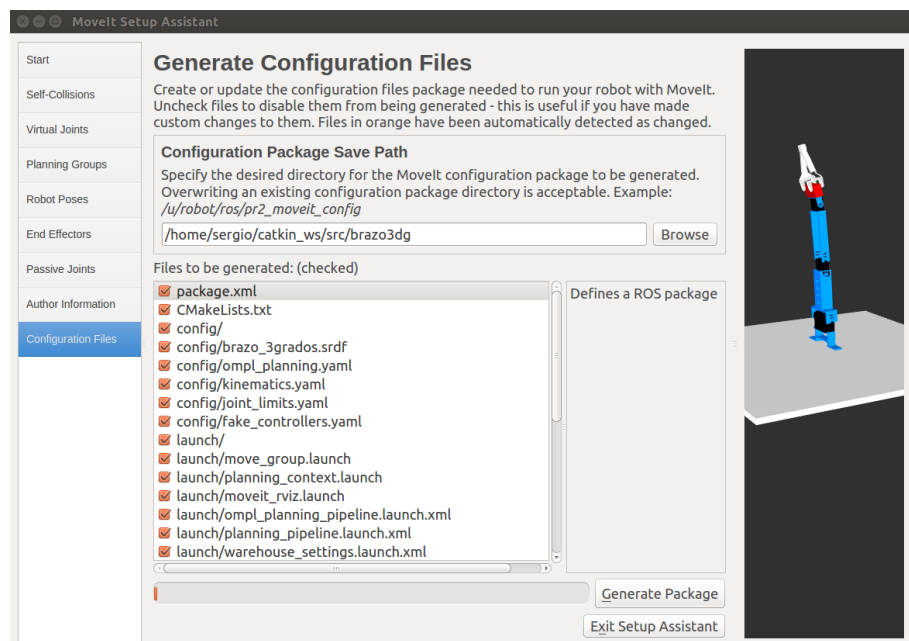 MoveIt Setup Assistant
Start
Self-Collisions
Virtual Joints
Planning Groups
Robot Poses
End Effectors
Passive Joints
Author Information
Configuration Files
Generate Configuration Files
Create or update the configuration files package needed to run your robot with MoveIt.
Uncheck files to disable them from being generated - this is useful if you have made
custom changes to them. Files in orange have been automatically detected as changed.
Configuration Package Save Path
Specify the desired directory for the MoveIt configuration package to be generated.
Overwriting an existing configuration package directory is acceptable. Example:
/u/robot/ros/pr2_moveit_config
/home/sergio/catkin_ws/src/brazo3dg
Browse
Files to be generated: (checked)
package.xml
CMakeLists.txt
config/
config/brazo_3grados.srdf
config/ompl_planning.yaml
config/kinematics.yaml
config/joint_limits.yaml
config/fake_controllers.yaml
launch/
launch/move_group.launch
launch/planning_context.launch
launch/moveit_rviz.launch
launch/ompl_planning_pipeline.launch.xml
launch/planning_pipeline.launch.xml
launch/warehouse_settings.launch.xml
Defines a ROS package
Generate Package
Exit Setup Assistant